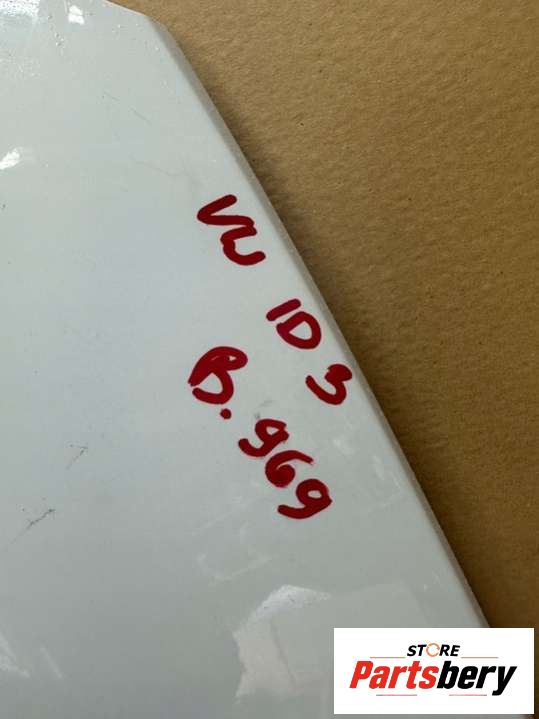 VW ID 3
B. 969
STORE
Partsbery